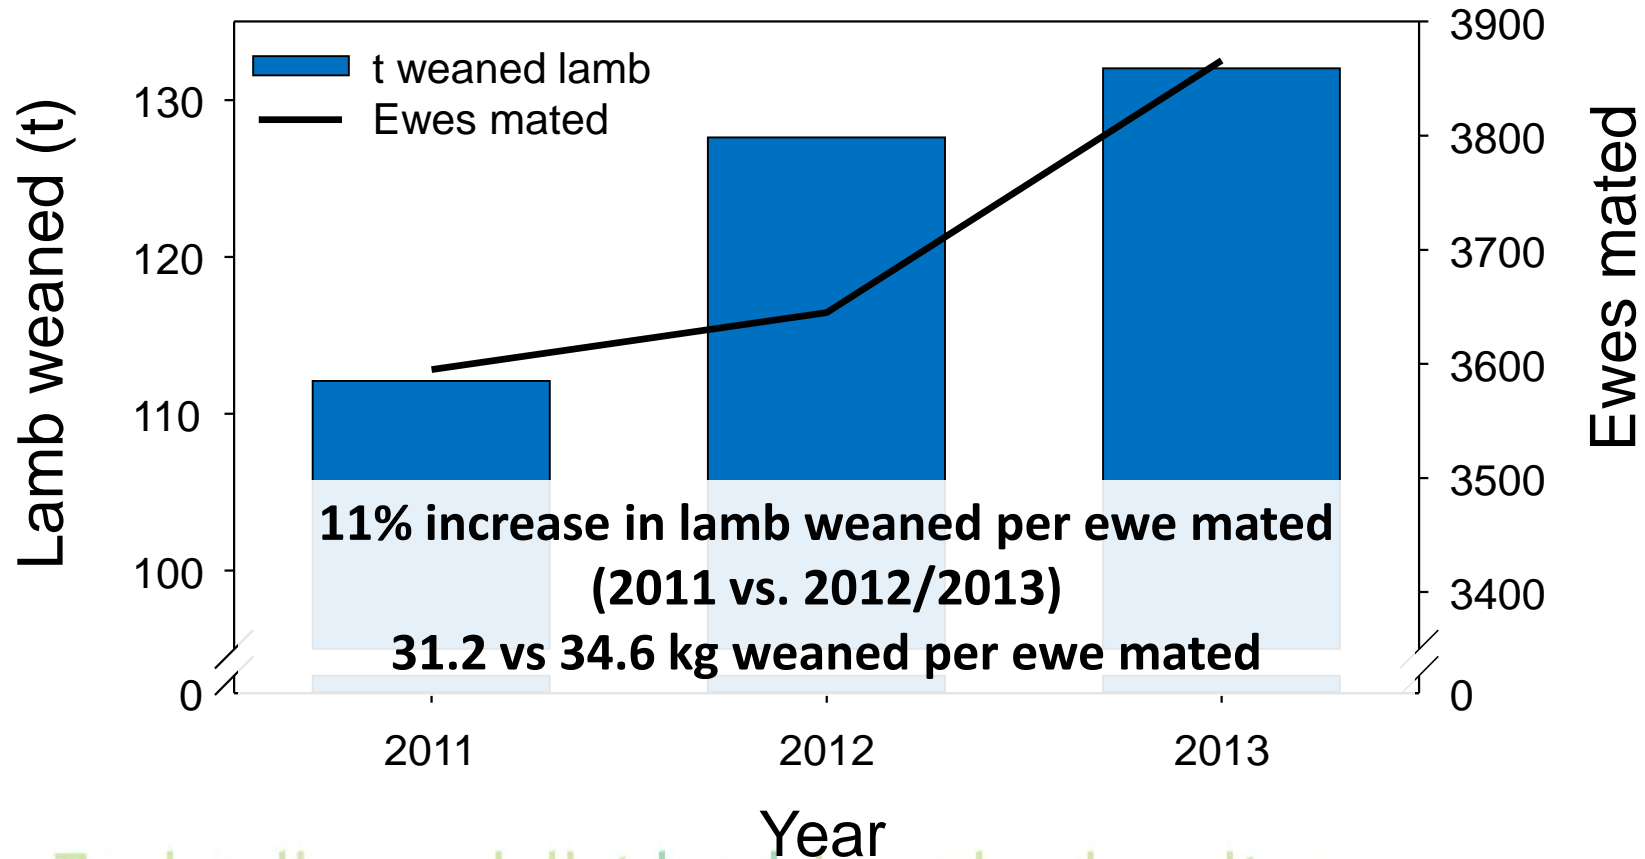 t weaned lamb
Ewes mated
Lamb weaned (t)
130
120
110
100
0
3900
3800
3700
3600
3500
3400
0
Ewes mated
11% increase in lamb weaned per ewe mated
(2011 vs. 2012/2013)
31.2 vs 34.6 kg weaned per ewe mated
2011
2012
2013
Year